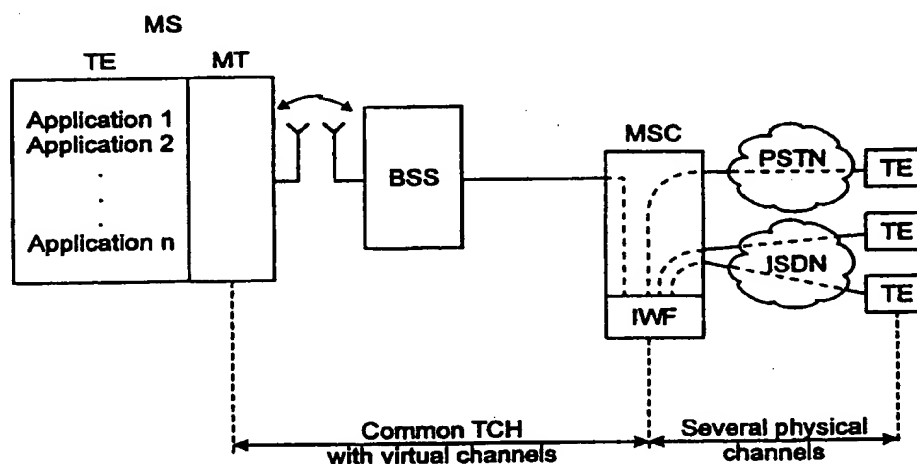 MS
TE MT
Application 1
Application 2
.
.
.
Application n
BSS
MSC
IWF
PSTN
ISDN
TE
TE
TE
Common TCH
with virtual channels
Several physical
channels